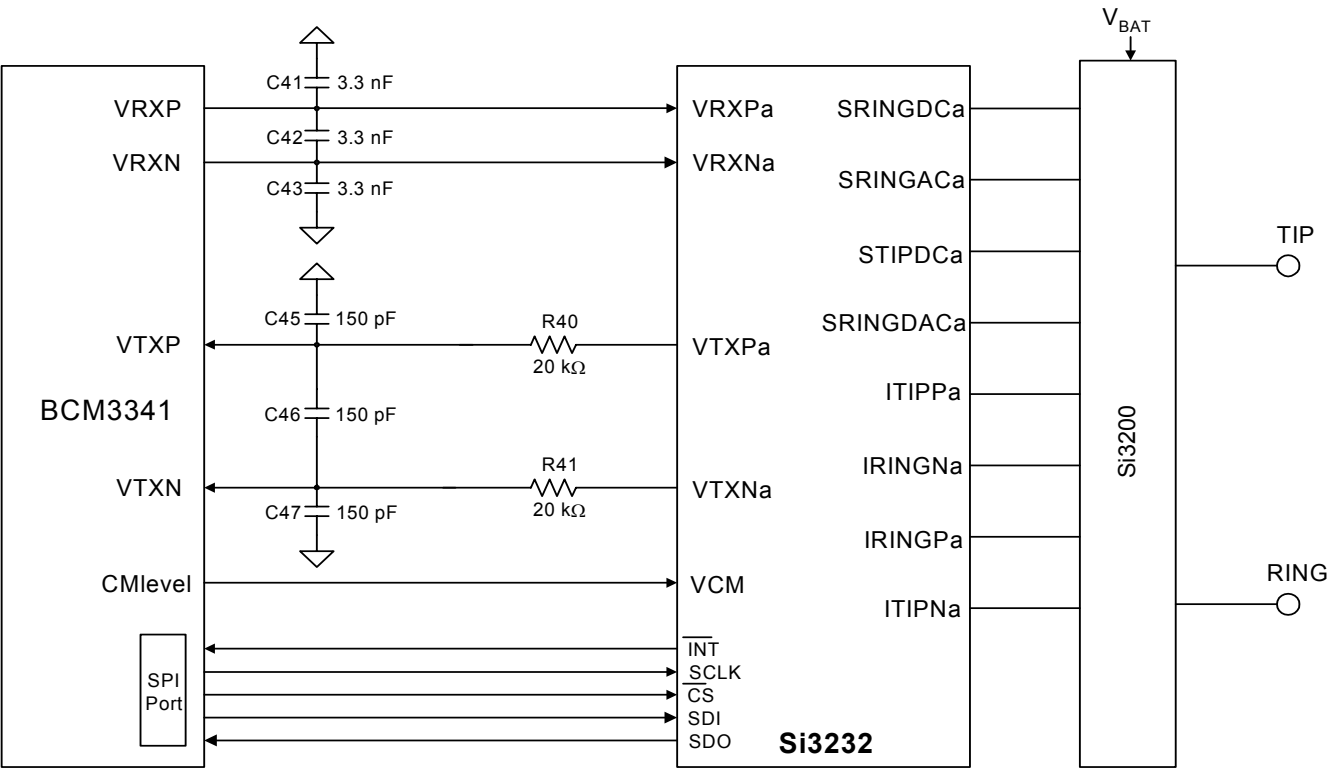 V_BAT
C41 3.3 nF
VRXP
VRXPa
SRINGDCa
C42 3.3 nF
VRXN
VRXNa
SRINGACa
C43 3.3 nF
TIP
STIPDCa
C45 150 pF
R40
SRINGDACa
VTXP
VTXPa
20 kΩ
ITIPPa
BCM3341
C46 150 pF
Si3200
R41
IRINGNa
VTXN
VTXNa
C47 150 pF
20 kΩ
IRINGPa
RING
CMlevel
VCM
ITIPNa
INT
SPI
Port
SCLK
CS
SDI
SDO
Si3232